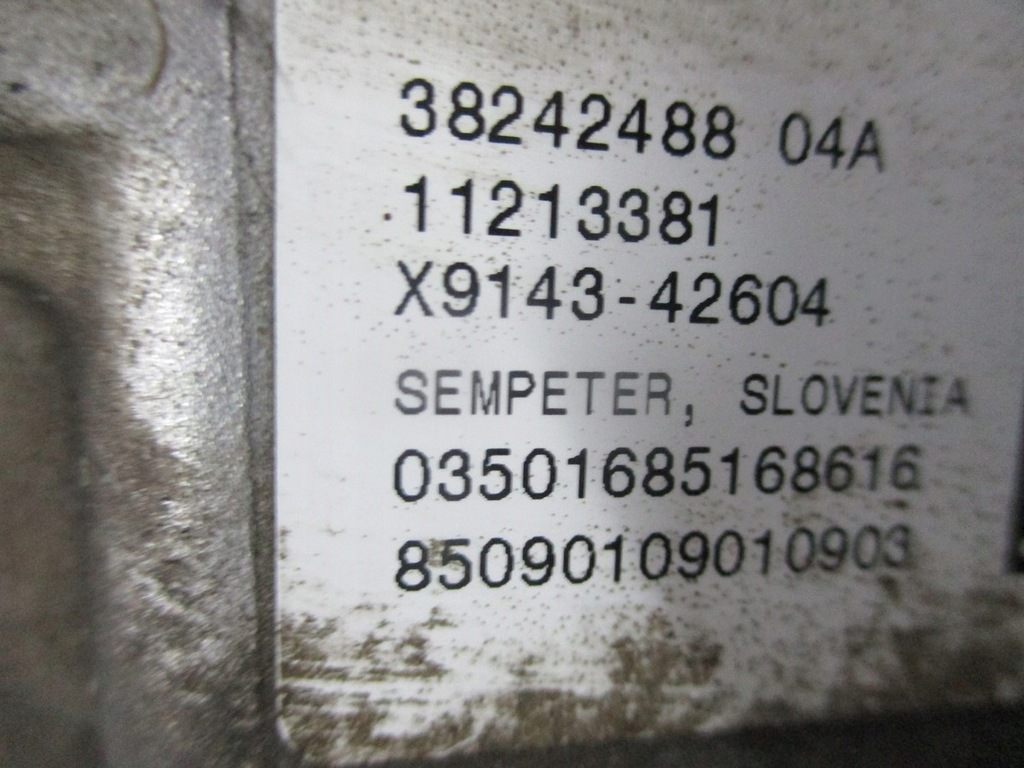 38242488 04A
11213381
X9143-42604
SEMPETER, SLOVENIA
03501685168616
85090109010903